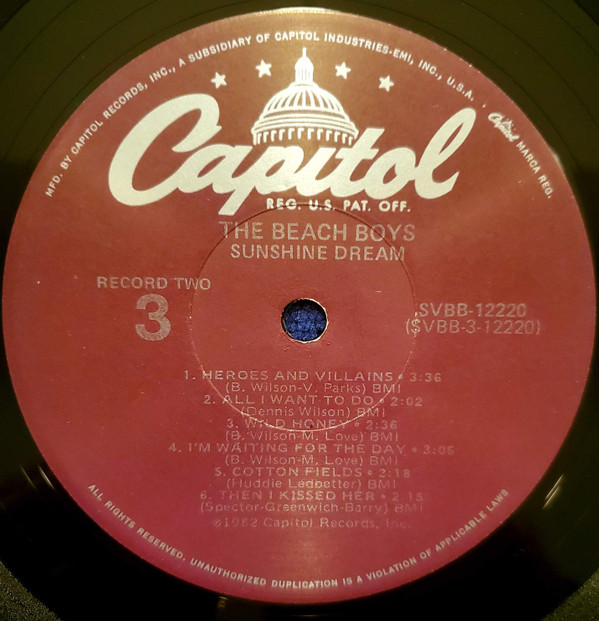 MFD. BY CAPITOL RECORDS, INC., A SUBSIDIARY OF CAPITOL INDUSTRIES-EMI, INC., U.S.A.
Capitol MARCA REG.
Capitol
REG. U.S. PAT. OFF.
THE BEACH BOYS
SUNSHINE DREAM
RECORD TWO
3
SVBB-12220
(SVBB-3-12220)
1. HEROES AND VILLAINS • 3:36
(B. Wilson-V. Parks) BMI
2. ALL I WANT TO DO • 2:02
(Dennis Wilson) BMI
3. WILD HONEY • 2:36
(B. Wilson-M. Love) BMI
4. I'M WAITING FOR THE DAY • 3:05
(B. Wilson-M. Love) BMI
5. COTTON FIELDS • 2:18
(Huddie Ledbetter) BMI
6. THEN I KISSED HER • 2:15
(Spector-Greenwich-Barry) BMI
©1982 Capitol Records, Inc.
ALL RIGHTS RESERVED. UNAUTHORIZED DUPLICATION IS A VIOLATION OF APPLICABLE LAWS